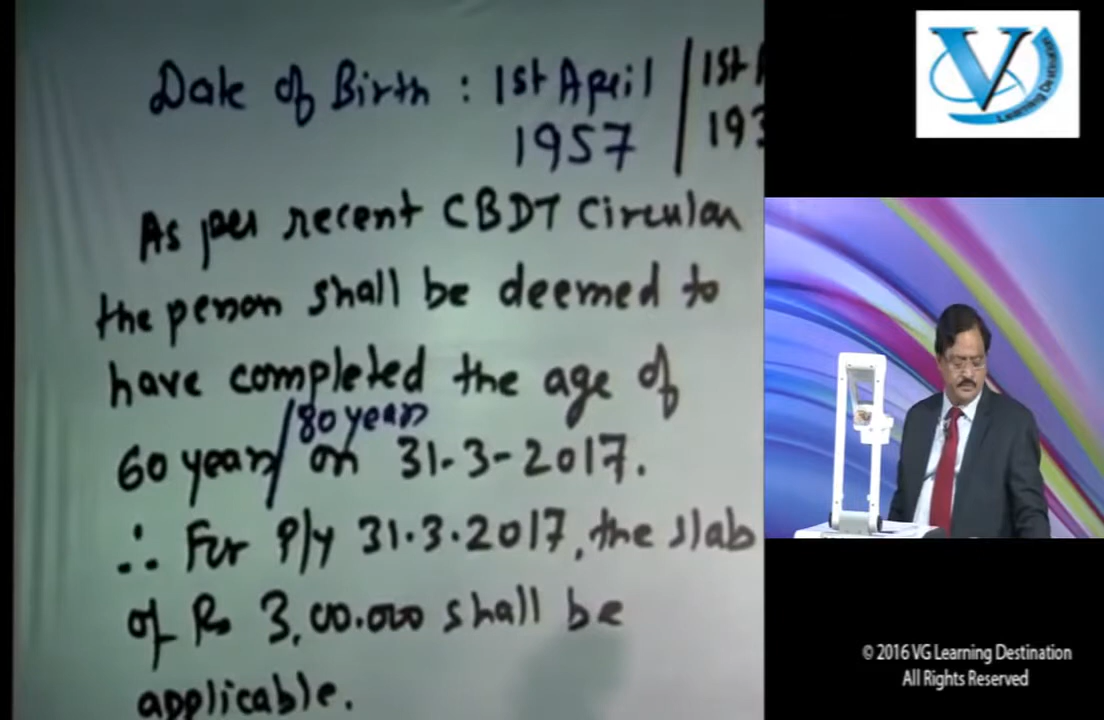 Date of Birth : 1st April / 1st A
1957 / 193
As per recent CBDT Circular
the person shall be deemed to
have completed the age of
/80 years
60 years/ on 31-3-2017.
∴ For P/Y 31.3.2017, the slab
of Rs 3,00.000 shall be
applicable.
V
Learning Destination
© 2016 VG Learning Destination
All Rights Reserved